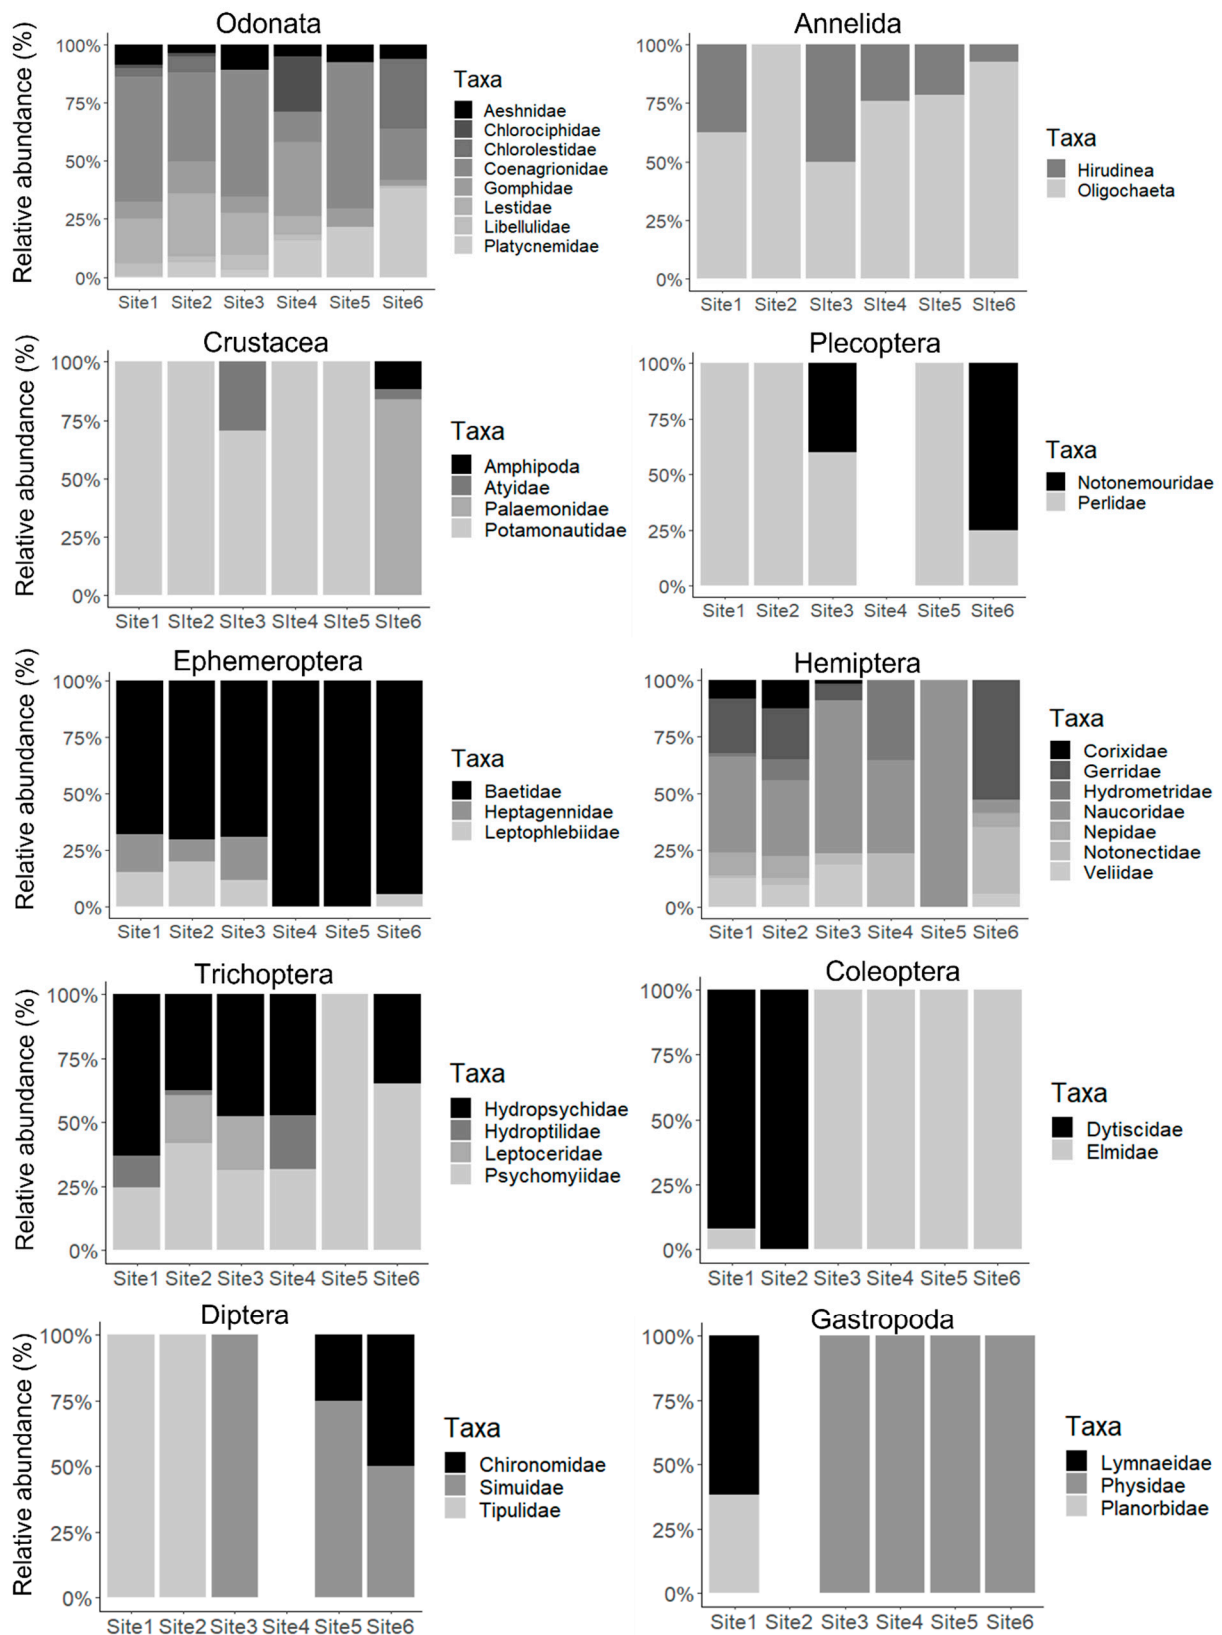 Odonata
Relative abundance (%)
100%
75%
50%
25%
0%
Site1 Site2 Site3 Site4 Site5 Site6
Taxa
Aeshnidae
Chlorociphidae
Chlorolestidae
Coenagrionidae
Gomphidae
Lestidae
Libellulidae
Platycnemidae
Annelida
100%
75%
50%
25%
0%
Site1 Site2 SIte3 SIte4 SIte5 SIte6
Taxa
Hirudinea
Oligochaeta
Crustacea
Relative abundance (%)
100%
75%
50%
25%
0%
Site1 SIte2 SIte3 SIte4 SIte5 SIte6
Taxa
Amphipoda
Atyidae
Palaemonidae
Potamonautidae
Plecoptera
100%
75%
50%
25%
0%
Site1 Site2 Site3 Site4 Site5 Site6
Taxa
Notonemouridae
Perlidae
Ephemeroptera
Relative abundance (%)
100%
75%
50%
25%
0%
Site1 Site2 Site3 Site4 Site5 Site6
Taxa
Baetidae
Heptagennidae
Leptophlebiidae
Hemiptera
100%
75%
50%
25%
0%
Site1 Site2 Site3 Site4 Site5 Site6
Taxa
Corixidae
Gerridae
Hydrometridae
Naucoridae
Nepidae
Notonectidae
Veliidae
Trichoptera
Relative abundance (%)
100%
75%
50%
25%
0%
Site1 Site2 Site3 Site4 Site5 Site6
Taxa
Hydropsychidae
Hydroptilidae
Leptoceridae
Psychomyiidae
Coleoptera
100%
75%
50%
25%
0%
Site1 Site2 Site3 Site4 Site5 Site6
Taxa
Dytiscidae
Elmidae
Diptera
Relative abundance (%)
100%
75%
50%
25%
0%
Site1 Site2 Site3 Site4 Site5 Site6
Taxa
Chironomidae
Simuidae
Tipulidae
Gastropoda
100%
75%
50%
25%
0%
Site1 Site2 Site3 Site4 Site5 Site6
Taxa
Lymnaeidae
Physidae
Planorbidae